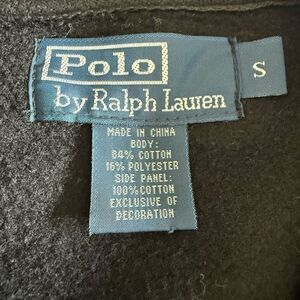 Polo
by Ralph Lauren
S
MADE IN CHINA
BODY:
84% COTTON
16% POLYESTER
SIDE PANEL:
100% COTTON
EXCLUSIVE OF
DECORATION